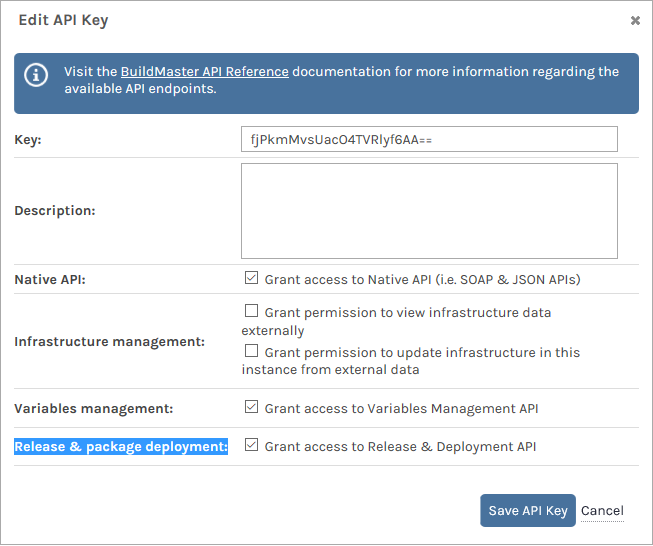 Edit API Key
Visit the BuildMaster API Reference documentation for more information regarding the
available API endpoints.
Key:
fjPkmMvsUacO4TVRlyf6AA==
Description:
Native API:
Grant access to Native API (i.e. SOAP & JSON APIs)
Infrastructure management:
Grant permission to view infrastructure data
externally
Grant permission to update infrastructure in this
instance from external data
Variables management:
Grant access to Variables Management API
Release & package deployment:
Grant access to Release & Deployment API
Save API Key
Cancel